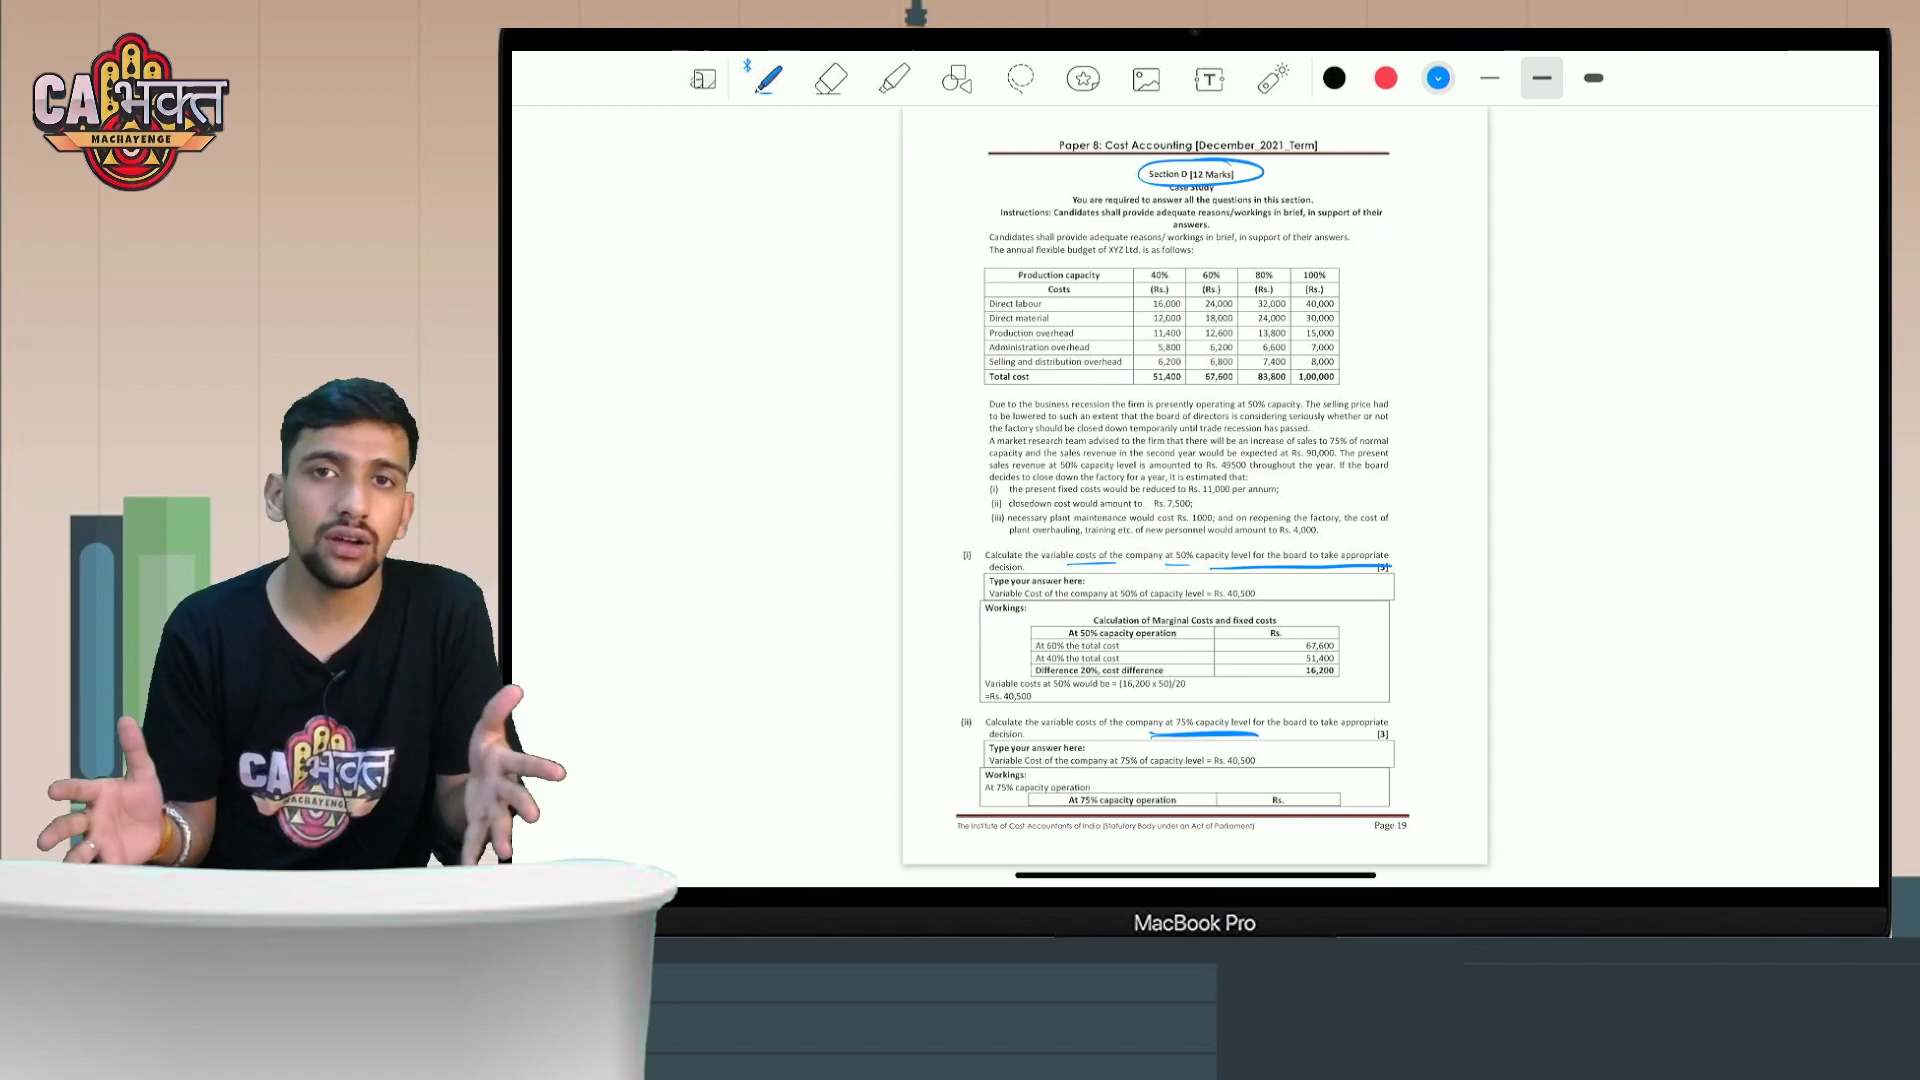 CA भक्त
MACHAYENGE
Paper 8: Cost Accounting [December_2021_Term]
Section D [12 Marks]
Case Study
You are required to answer all the questions in this section.
Instructions: Candidates shall provide adequate reasons/workings in brief, in support of their
answers.
Candidates shall provide adequate reasons/ workings in brief, in support of their answers.
The annual flexible budget of XYZ Ltd. is as follows:
Production capacity 40% 60% 80% 100%
Costs (Rs.) (Rs.) (Rs.) (Rs.)
Direct labour 16,000 24,000 32,000 40,000
Direct material 12,000 18,000 24,000 30,000
Production overhead 11,400 12,600 13,800 15,000
Administration overhead 5,800 6,200 6,600 7,000
Selling and distribution overhead 6,200 6,800 7,400 8,000
Total cost 51,400 67,600 83,800 1,00,000
Due to the business recession the firm is presently operating at 50% capacity. The selling price had
to be lowered to such an extent that the board of directors is considering seriously whether or not
the factory should be closed down temporarily until trade recession has passed.
A market research team advised to the firm that there will be an increase of sales to 75% of normal
capacity and the sales revenue in the second year would be expected at Rs. 90,000. The present
sales revenue at 50% capacity level is amounted to Rs. 49500 throughout the year. If the board
decides to close down the factory for a year, it is estimated that:
(i) the present fixed costs would be reduced to Rs. 11,000 per annum;
(ii) closedown cost would amount to Rs. 7,500;
(iii) necessary plant maintenance would cost Rs. 1000; and on reopening the factory, the cost of
plant overhauling, training etc. of new personnel would amount to Rs. 4,000.
[i] Calculate the variable costs of the company at 50% capacity level for the board to take appropriate
decision. [3]
Type your answer here:
Variable Cost of the company at 50% of capacity level = Rs. 40,500
Workings:
Calculation of Marginal Costs and fixed costs
At 50% capacity operation Rs.
At 60% the total cost 67,600
At 40% the total cost 51,400
Difference 20%, cost difference 16,200
Variable costs at 50% would be = (16,200 x 50)/20
=Rs. 40,500
(ii) Calculate the variable costs of the company at 75% capacity level for the board to take appropriate
decision. [3]
Type your answer here:
Variable Cost of the company at 75% of capacity level = Rs. 40,500
Workings:
At 75% capacity operation
At 75% capacity operation Rs.
The Institute of Cost Accountants of India (Statutory Body under an Act of Parliament) Page 19
MacBook Pro
CA भक्त
MACHAYENGE